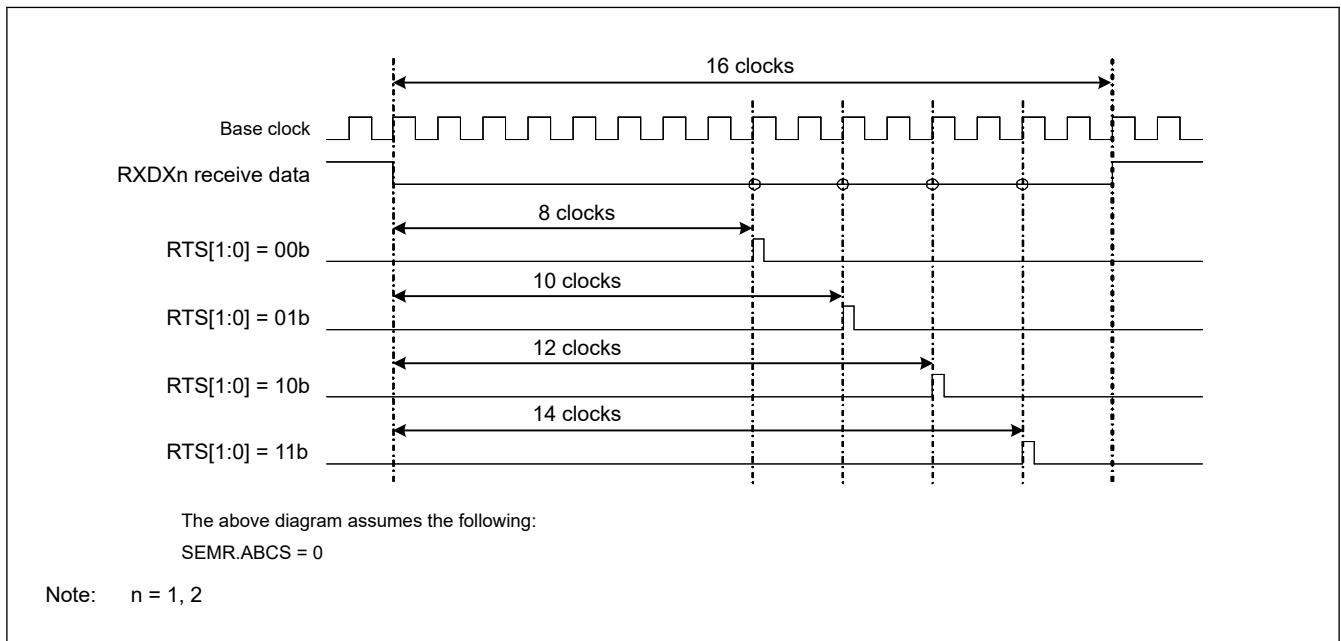 16 clocks
Base clock
RXDXn receive data
8 clocks
RTS[1:0] = 00b
10 clocks
RTS[1:0] = 01b
12 clocks
RTS[1:0] = 10b
14 clocks
RTS[1:0] = 11b
The above diagram assumes the following:
SEMR.ABCS = 0
Note: n = 1, 2